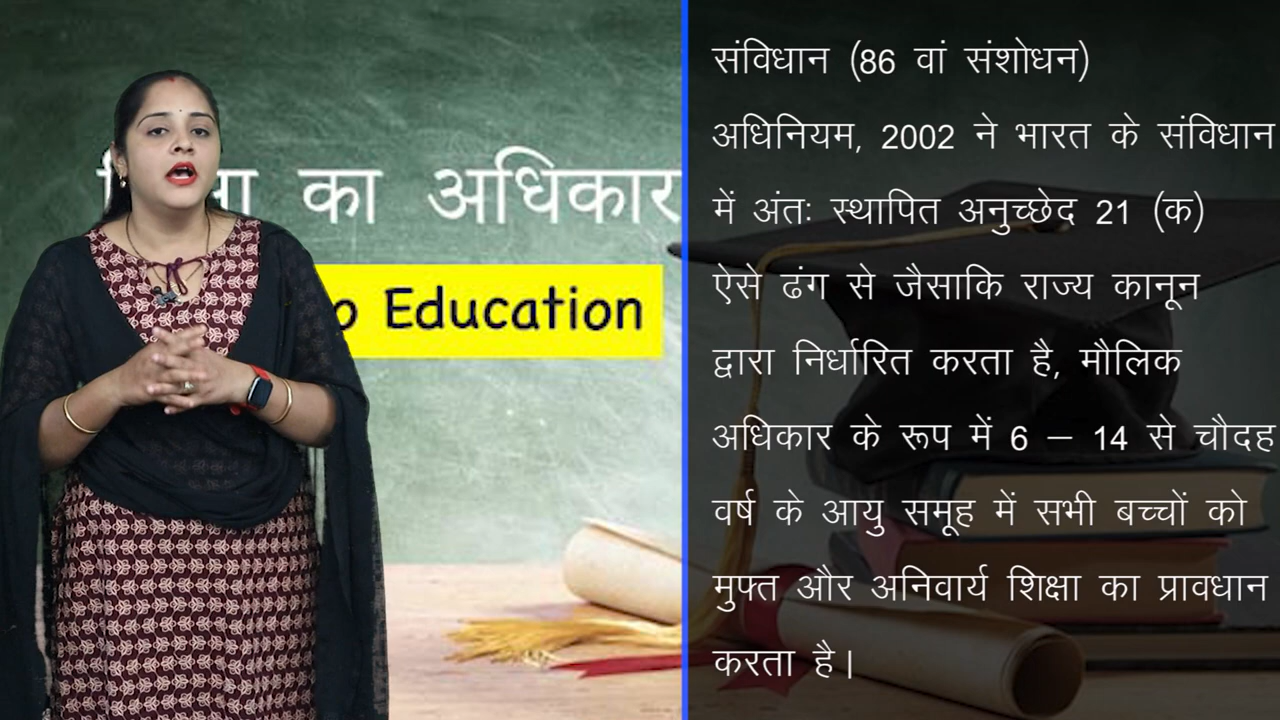 का अधिकार
Education
संविधान (86 वां संशोधन)
अधिनियम, 2002 ने भारत के संविधान
में अंतः स्थापित अनुच्छेद 21 (क)
ऐसे ढंग से जैसाकि राज्य कानून
द्वारा निर्धारित करता है, मौलिक
अधिकार के रूप में 6 – 14 से चौदह
वर्ष के आयु समूह में सभी बच्चों को
मुफ्त और अनिवार्य शिक्षा का प्रावधान
करता है।